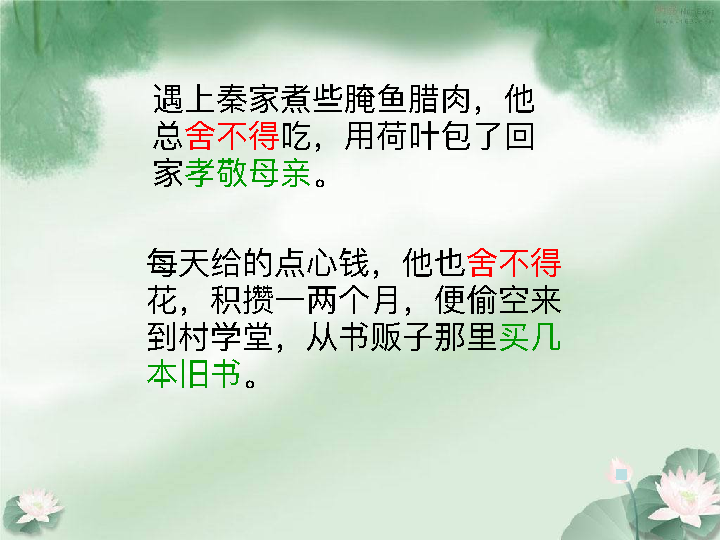 遇上秦家煮些腌鱼腊肉，他
总舍不得吃，用荷叶包了回
家孝敬母亲。
每天给的点心钱，他也舍不得
花，积攒一两个月，便偷空来
到村学堂，从书贩子那里买几
本旧书。